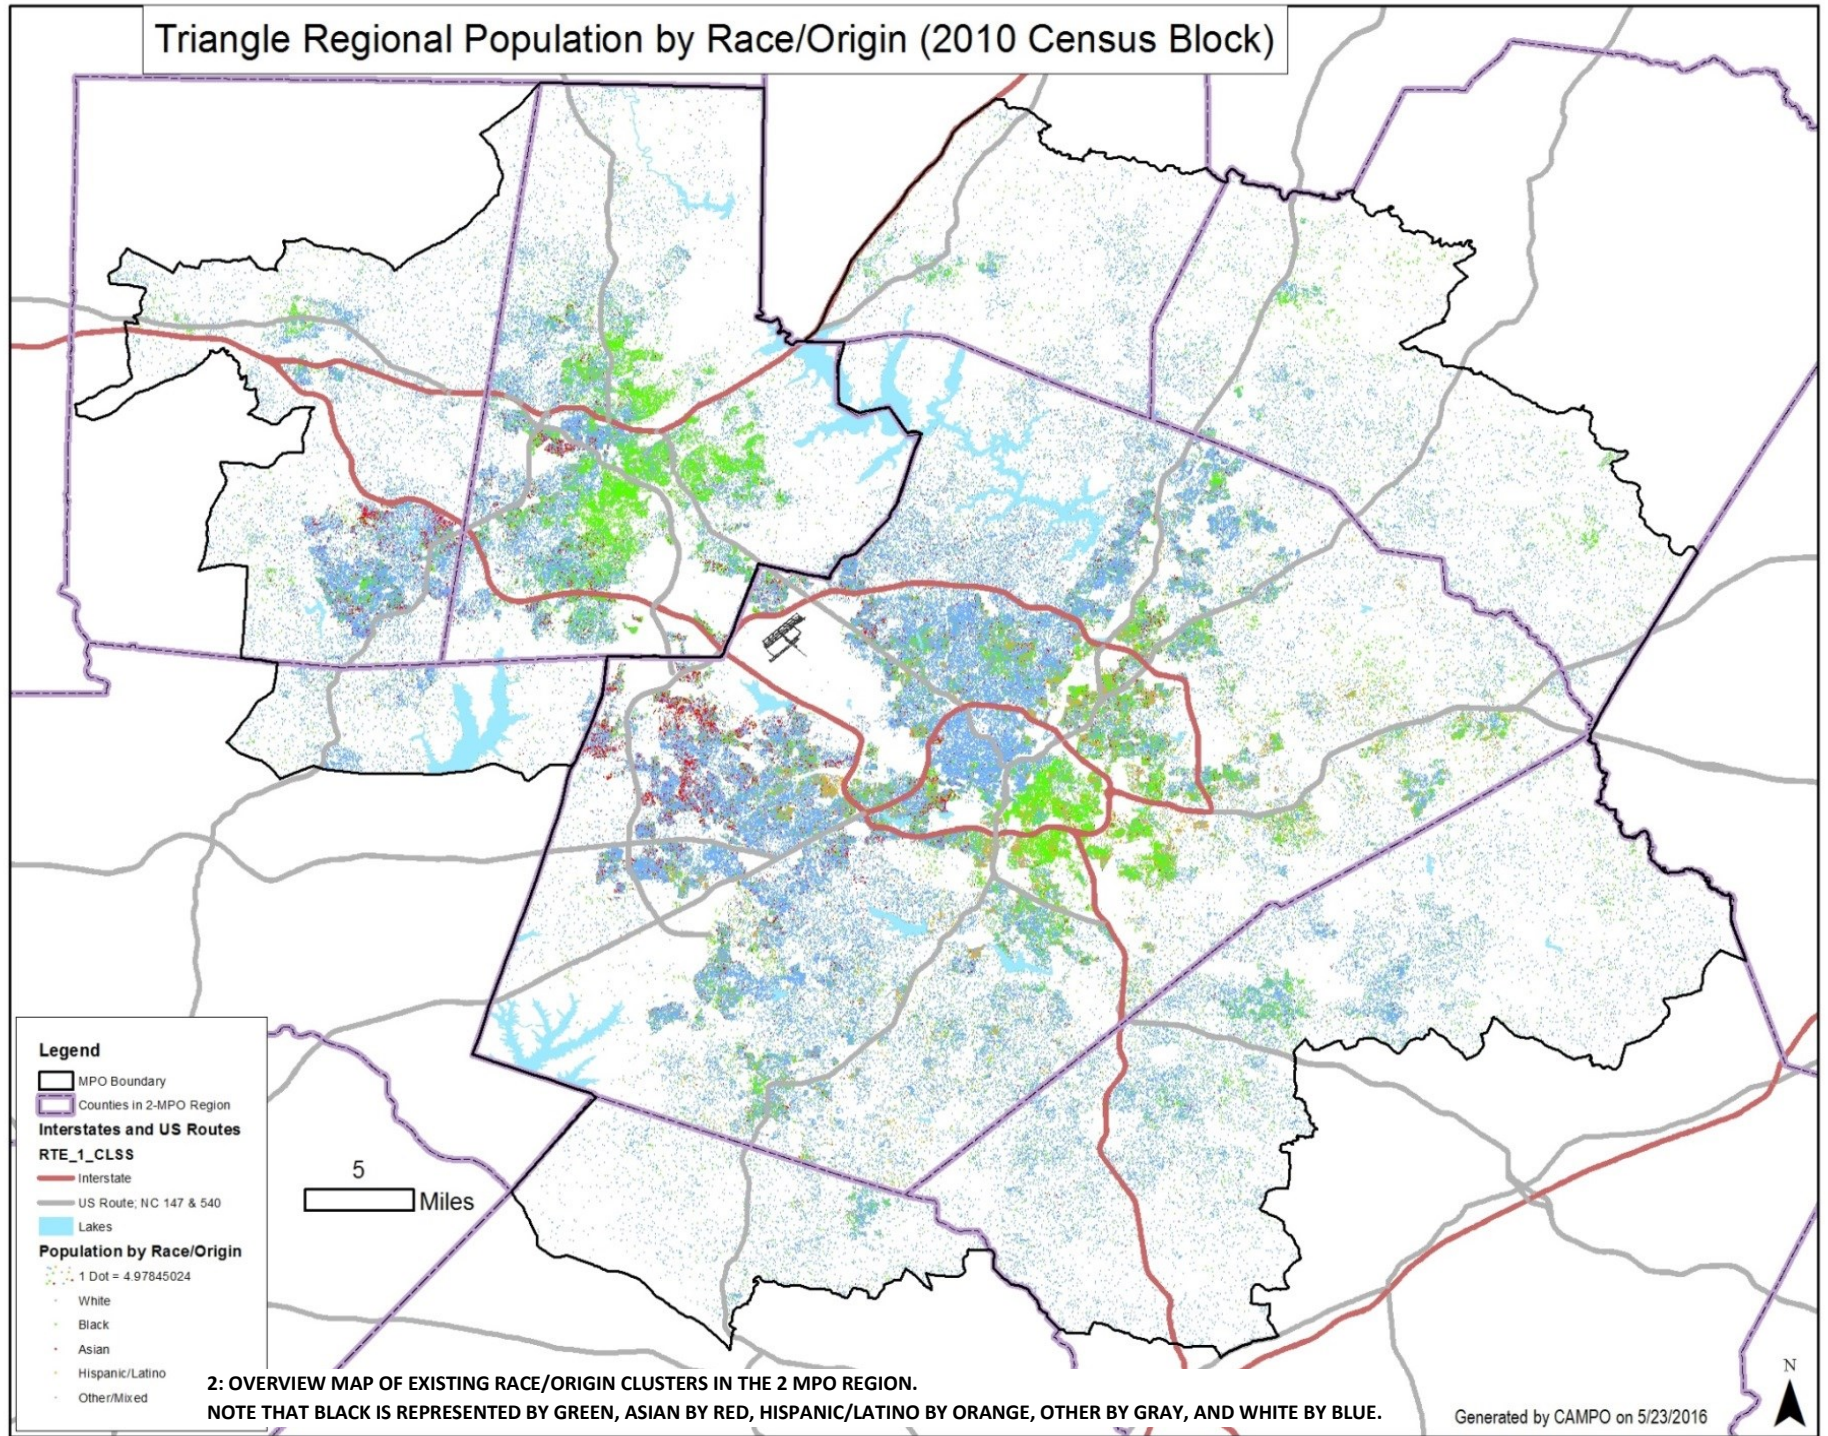 Triangle Regional Population by Race/Origin (2010 Census Block)
Legend
MPO Boundary
Counties in 2-MPO Region
Interstates and US Routes
RTE_1_CLSS
Interstate
US Route; NC 147 & 540
Lakes
Population by Race/Origin
1 Dot = 4.97845024
White
Black
Asian
Hispanic/Latino
Other/Mixed
5
Miles
2: OVERVIEW MAP OF EXISTING RACE/ORIGIN CLUSTERS IN THE 2 MPO REGION.
NOTE THAT BLACK IS REPRESENTED BY GREEN, ASIAN BY RED, HISPANIC/LATINO BY ORANGE, OTHER BY GRAY, AND WHITE BY BLUE.
Generated by CAMPO on 5/23/2016
N